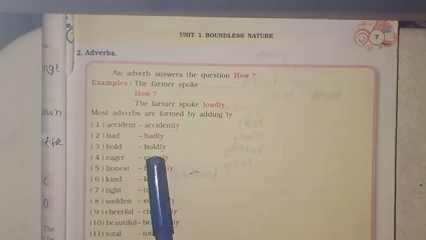 UNIT 1 BOUNDLESS NATURE
7
2. Adverbs.
An adverb answers the question How?
Examples : The farmer spoke
How?
The farmer spoke loudly.
Most adverbs are formed by adding ly
(1) accident - accidently
(2) bad - badly
(3) bold - boldly
(4) eager
(5) honest
(6) kind
(7) tight
(8) sudden
(9) cheerful
(10) beautiful
(11) total